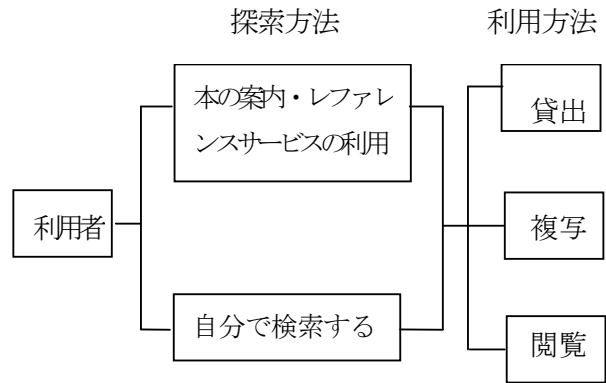 探索方法
利用方法
本の案内・レファレ
ンスサービスの利用
貸出
利用者
複写
自分で検索する
閲覧